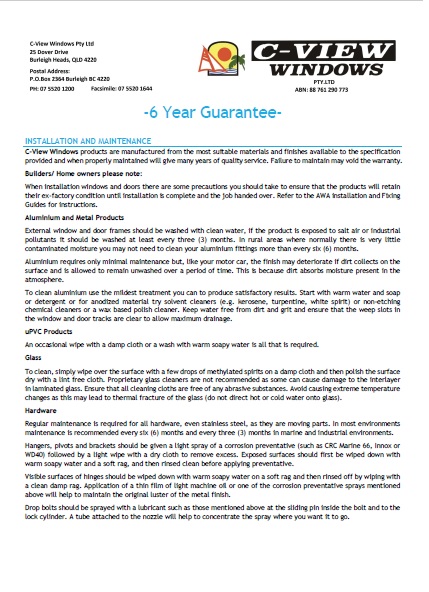 C-View Windows Pty Ltd
25 Dover Drive
Burleigh Heads, QLD 4220
Postal Address:
P.O.Box 2364 Burleigh BC 4220
PH: 07 5520 1200 Facsimile: 07 5520 1644
C-VIEW
WINDOWS
PTY.LTD
ABN: 88 761 290 773
-6 Year Guarantee-
INSTALLATION AND MAINTENANCE
C-View Windows products are manufactured from the most suitable materials and finishes available to the specification
provided and when properly maintained will give many years of quality service. Failure to maintain may void the warranty.
Builders/ Home owners please note:
When installation windows and doors there are some precautions you should take to ensure that the products will retain
their ex-factory condition until installation is complete and the job handed over. Refer to the AWA Installation and Fixing
Guides for instructions.
Aluminium and Metal Products
External window and door frames should be washed with clean water, if the product is exposed to salt air or industrial
pollutants it should be washed at least every three (3) months. In rural areas where normally there is very little
contaminated moisture you may not need to clean your aluminium fittings more than every six (6) months.
Aluminium requires only minimal maintenance but, like your motor car, the finish may deteriorate if dirt collects on the
surface and is allowed to remain unwashed over a period of time. This is because dirt absorbs moisture present in the
atmosphere.
To clean aluminium use the mildest treatment you can to produce satisfactory results. Start with warm water and soap
or detergent or for anodized material try solvent cleaners (e.g. kerosene, turpentine, white spirit) or non-etching
chemical cleaners or a wax based polish cleaner. Keep water free from dirt and grit and ensure that the weep slots in
the window and door tracks are clear to allow maximum drainage.
uPVC Products
An occasional wipe with a damp cloth or a wash with warm soapy water is all that is required.
Glass
To clean, simply wipe over the surface with a few drops of methylated spirits on a damp cloth and then polish the surface
dry with a lint free cloth. Proprietary glass cleaners are not recommended as some can cause damage to the interlayer
in laminated glass. Ensure that all cleaning cloths are free of any abrasive substances. Avoid causing extreme temperature
changes as this may lead to thermal fracture of the glass (do not direct hot or cold water onto glass).
Hardware
Regular maintenance is required for all hardware, even stainless steel, as they are moving parts. In most environments
maintenance is recommended every six (6) months and every three (3) months in marine and industrial environments.
Hangers, pivots and brackets should be given a light spray of a corrosion preventative (such as CRC Marine 66, Innox or
WD40) followed by a light wipe with a dry cloth to remove excess. Exposed surfaces should first be wiped down with
warm soapy water and a soft rag, and then rinsed clean before applying preventative.
Visible surfaces of hinges should be wiped down with warm soapy water on a soft rag and then rinsed off by wiping with
a clean damp rag. Application of a thin film of light machine oil or one of the corrosion preventative sprays mentioned
above will help to maintain the original luster of the metal finish.
Drop bolts should be sprayed with a lubricant such as those mentioned above at the sliding pin inside the bolt and to the
lock cylinder. A tube attached to the nozzle will help to concentrate the spray where you want it to go.